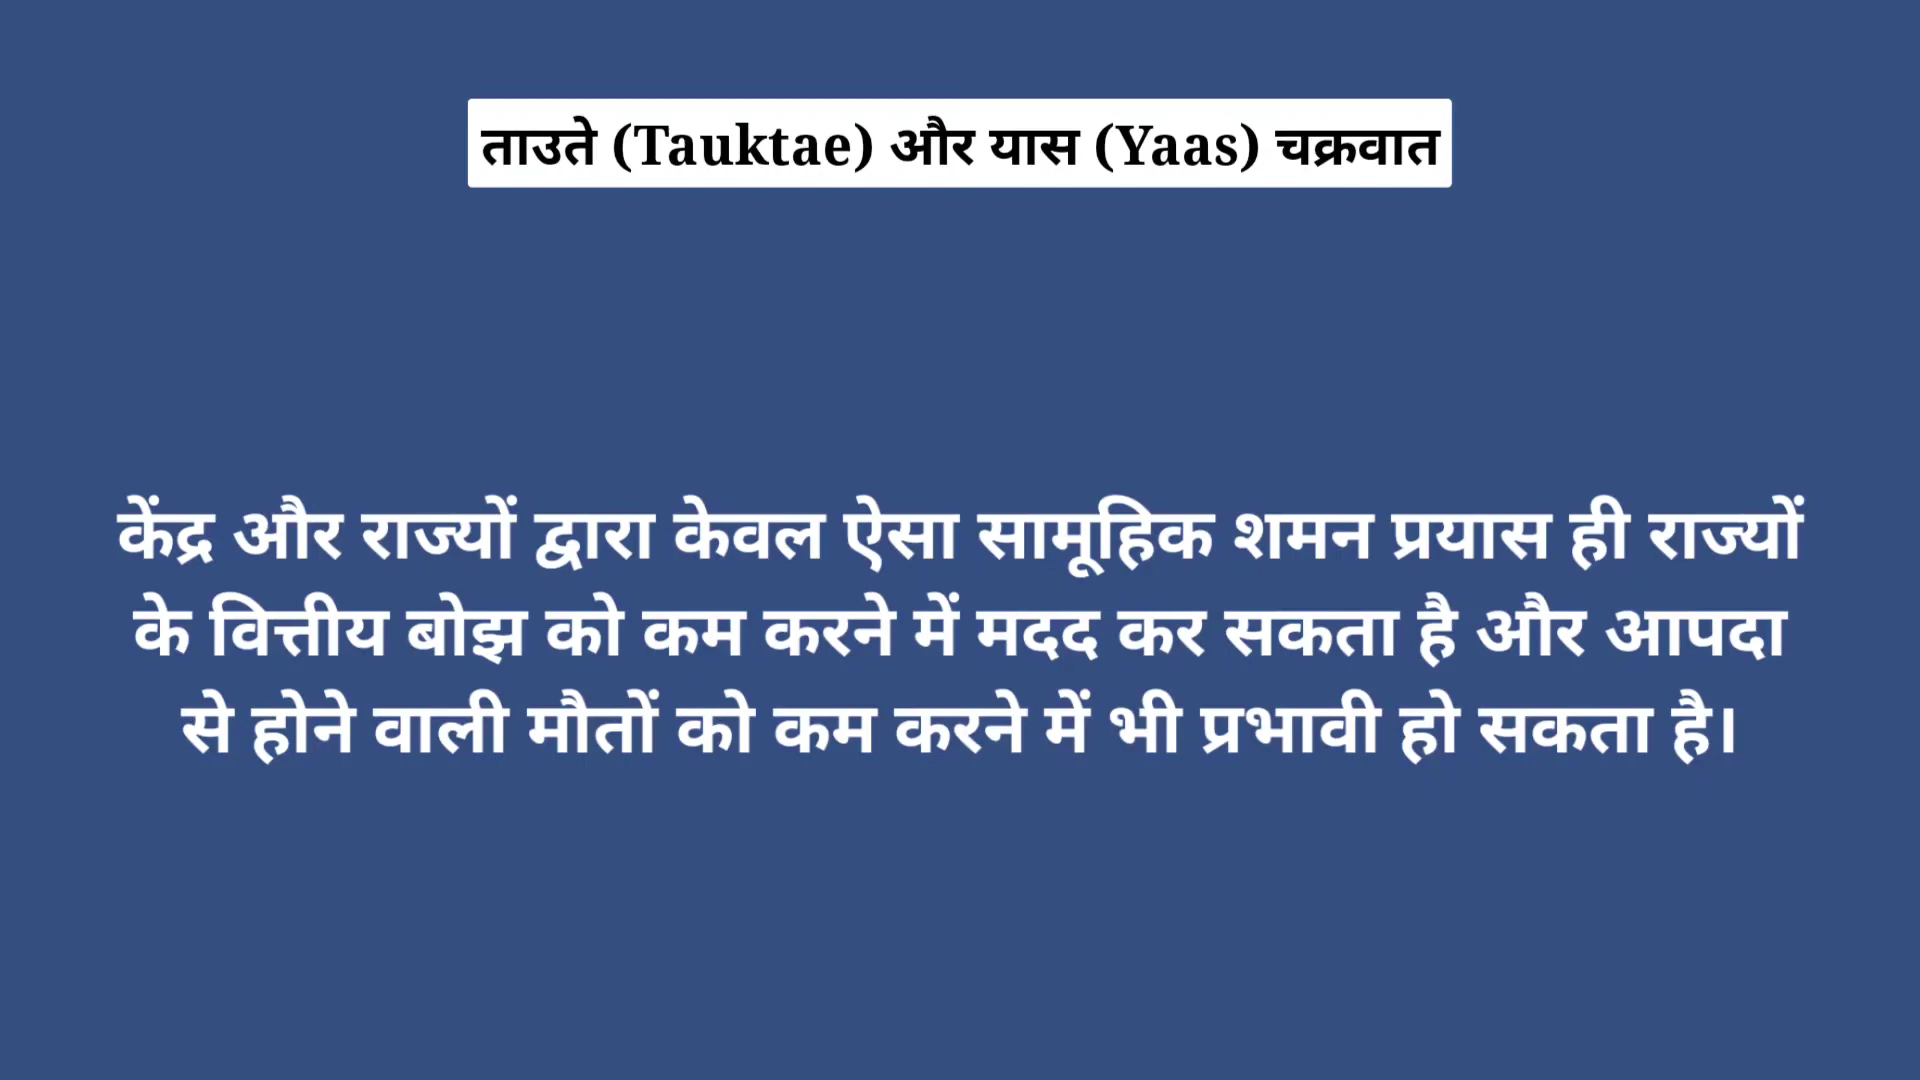 ताउते (Tauktae) और यास (Yaas) चक्रवात
केंद्र और राज्यों द्वारा केवल ऐसा सामूहिक शमन प्रयास ही राज्यों
के वित्तीय बोझ को कम करने में मदद कर सकता है और आपदा
से होने वाली मौतों को कम करने में भी प्रभावी हो सकता है।